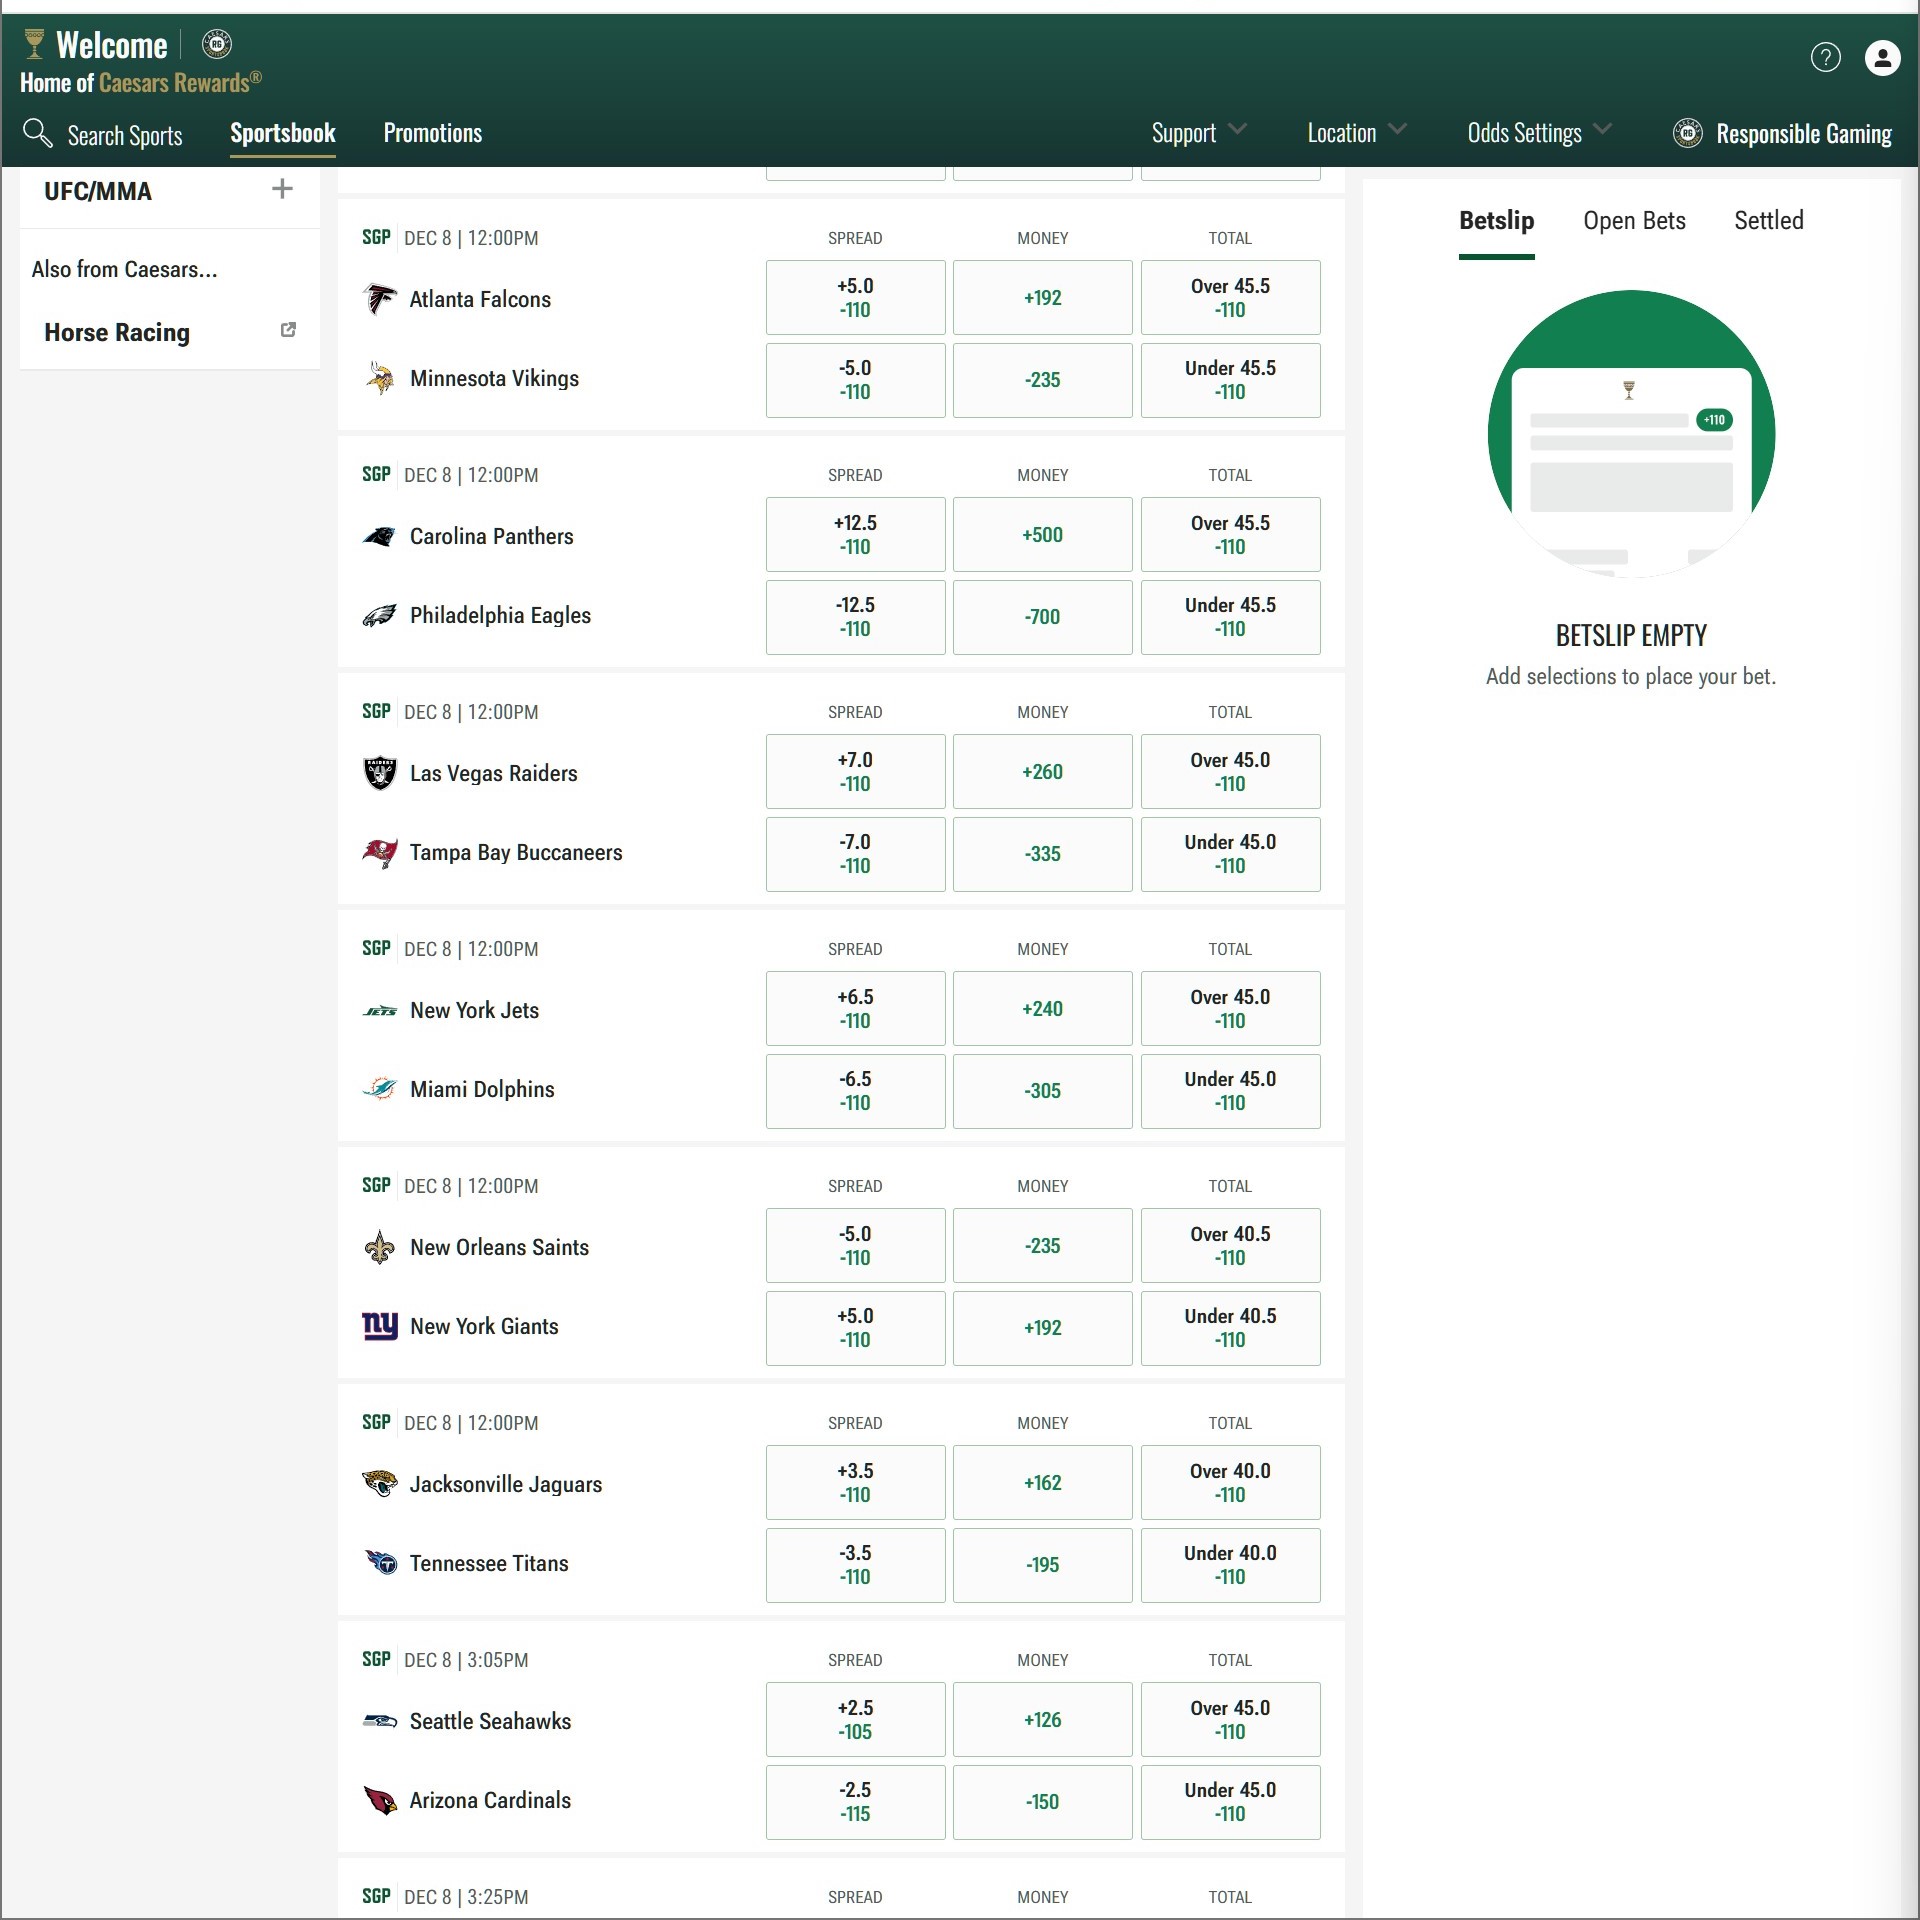 Welcome
Home of Caesars Rewards®
Search Sports
Sportsbook
Promotions
Support
Location
Odds Settings
RG
Responsible Gaming
UFC/MMA
Also from Caesars...
Horse Racing
SGP DEC 8 | 12:00PM SPREAD MONEY TOTAL
Atlanta Falcons
+5.0
-110
+192
Over 45.5
-110
Minnesota Vikings
-5.0
-110
-235
Under 45.5
-110
SGP DEC 8 | 12:00PM SPREAD MONEY TOTAL
Carolina Panthers
+12.5
-110
+500
Over 45.5
-110
Philadelphia Eagles
-12.5
-110
-700
Under 45.5
-110
SGP DEC 8 | 12:00PM SPREAD MONEY TOTAL
RAIDERS
Las Vegas Raiders
+7.0
-110
+260
Over 45.0
-110
Tampa Bay Buccaneers
-7.0
-110
-335
Under 45.0
-110
SGP DEC 8 | 12:00PM SPREAD MONEY TOTAL
JETS
New York Jets
+6.5
-110
+240
Over 45.0
-110
Miami Dolphins
-6.5
-110
-305
Under 45.0
-110
SGP DEC 8 | 12:00PM SPREAD MONEY TOTAL
New Orleans Saints
-5.0
-110
-235
Over 40.5
-110
ny
New York Giants
+5.0
-110
+192
Under 40.5
-110
SGP DEC 8 | 12:00PM SPREAD MONEY TOTAL
Jacksonville Jaguars
+3.5
-110
+162
Over 40.0
-110
Tennessee Titans
-3.5
-110
-195
Under 40.0
-110
SGP DEC 8 | 3:05PM SPREAD MONEY TOTAL
Seattle Seahawks
+2.5
-105
+126
Over 45.0
-110
Arizona Cardinals
-2.5
-115
-150
Under 45.0
-110
SGP DEC 8 | 3:25PM SPREAD MONEY TOTAL
Betslip
Open Bets
Settled
+110
BETSLIP EMPTY
Add selections to place your bet.